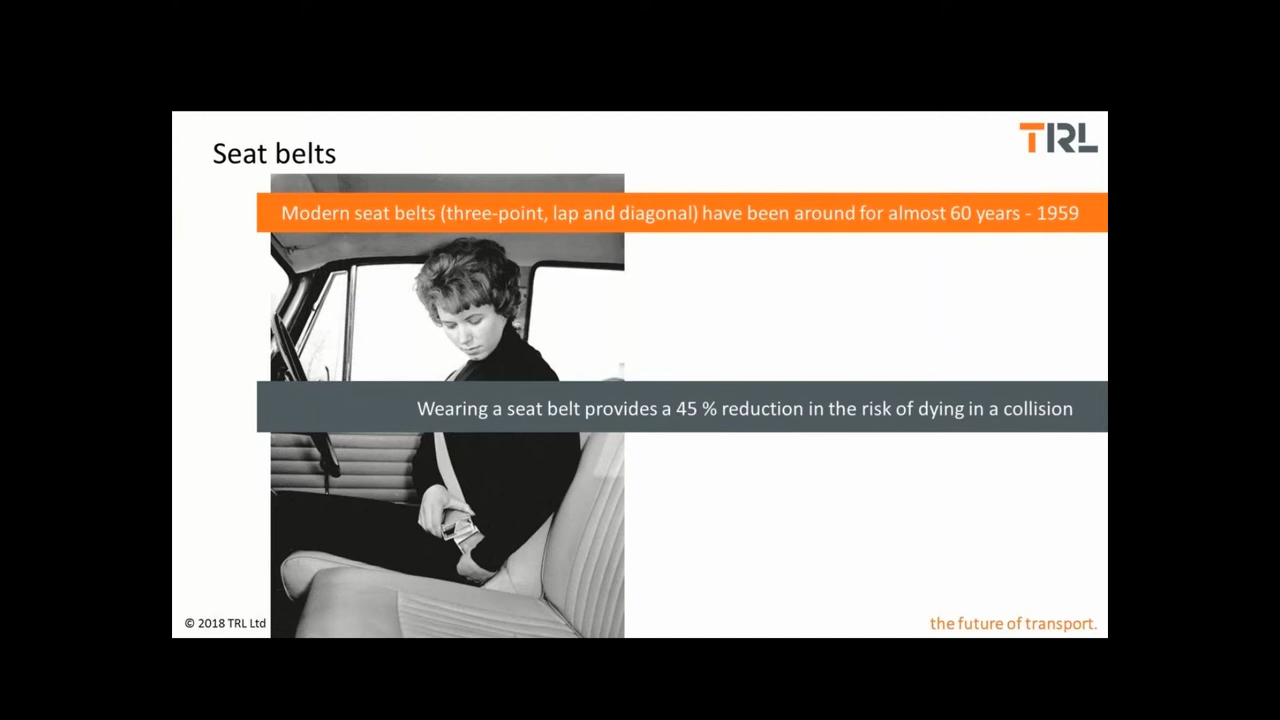 TRL
Seat belts
Modern seat belts (three-point, lap and diagonal) have been around for almost 60 years - 1959
Wearing a seat belt provides a 45 % reduction in the risk of dying in a collision
© 2018 TRL Ltd
the future of transport.